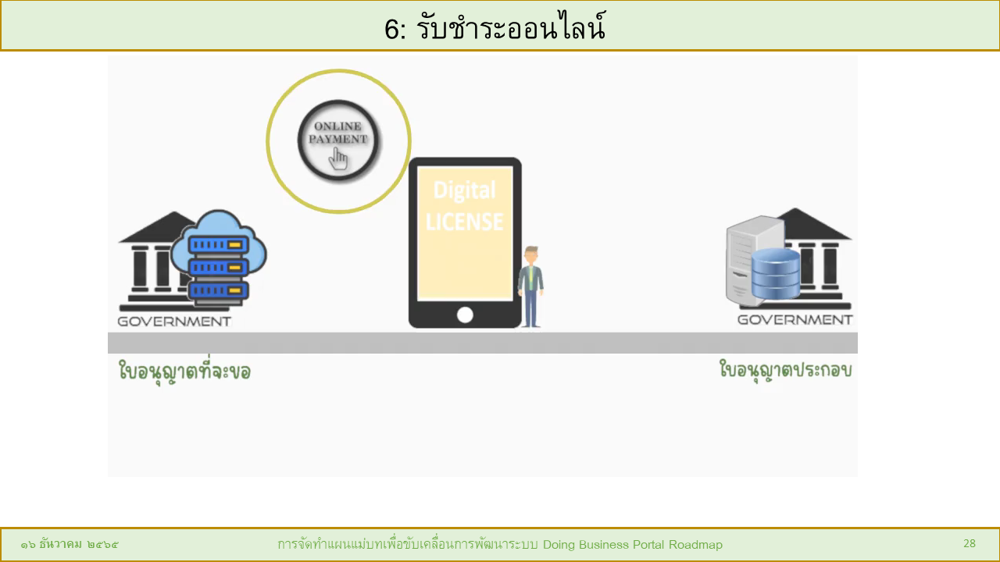 6: รับชำระออนไลน์
ONLINE
PAYMENT
Digital
LICENSE
GOVERNMENT
GOVERNMENT
ใบอนุญาตที่จะขอ
ใบอนุญาตประกอบ
๑๖ ธันวาคม ๒๕๖๕
การจัดทำแผนแม่บทเพื่อขับเคลื่อนการพัฒนาระบบ Doing Business Portal Roadmap
28